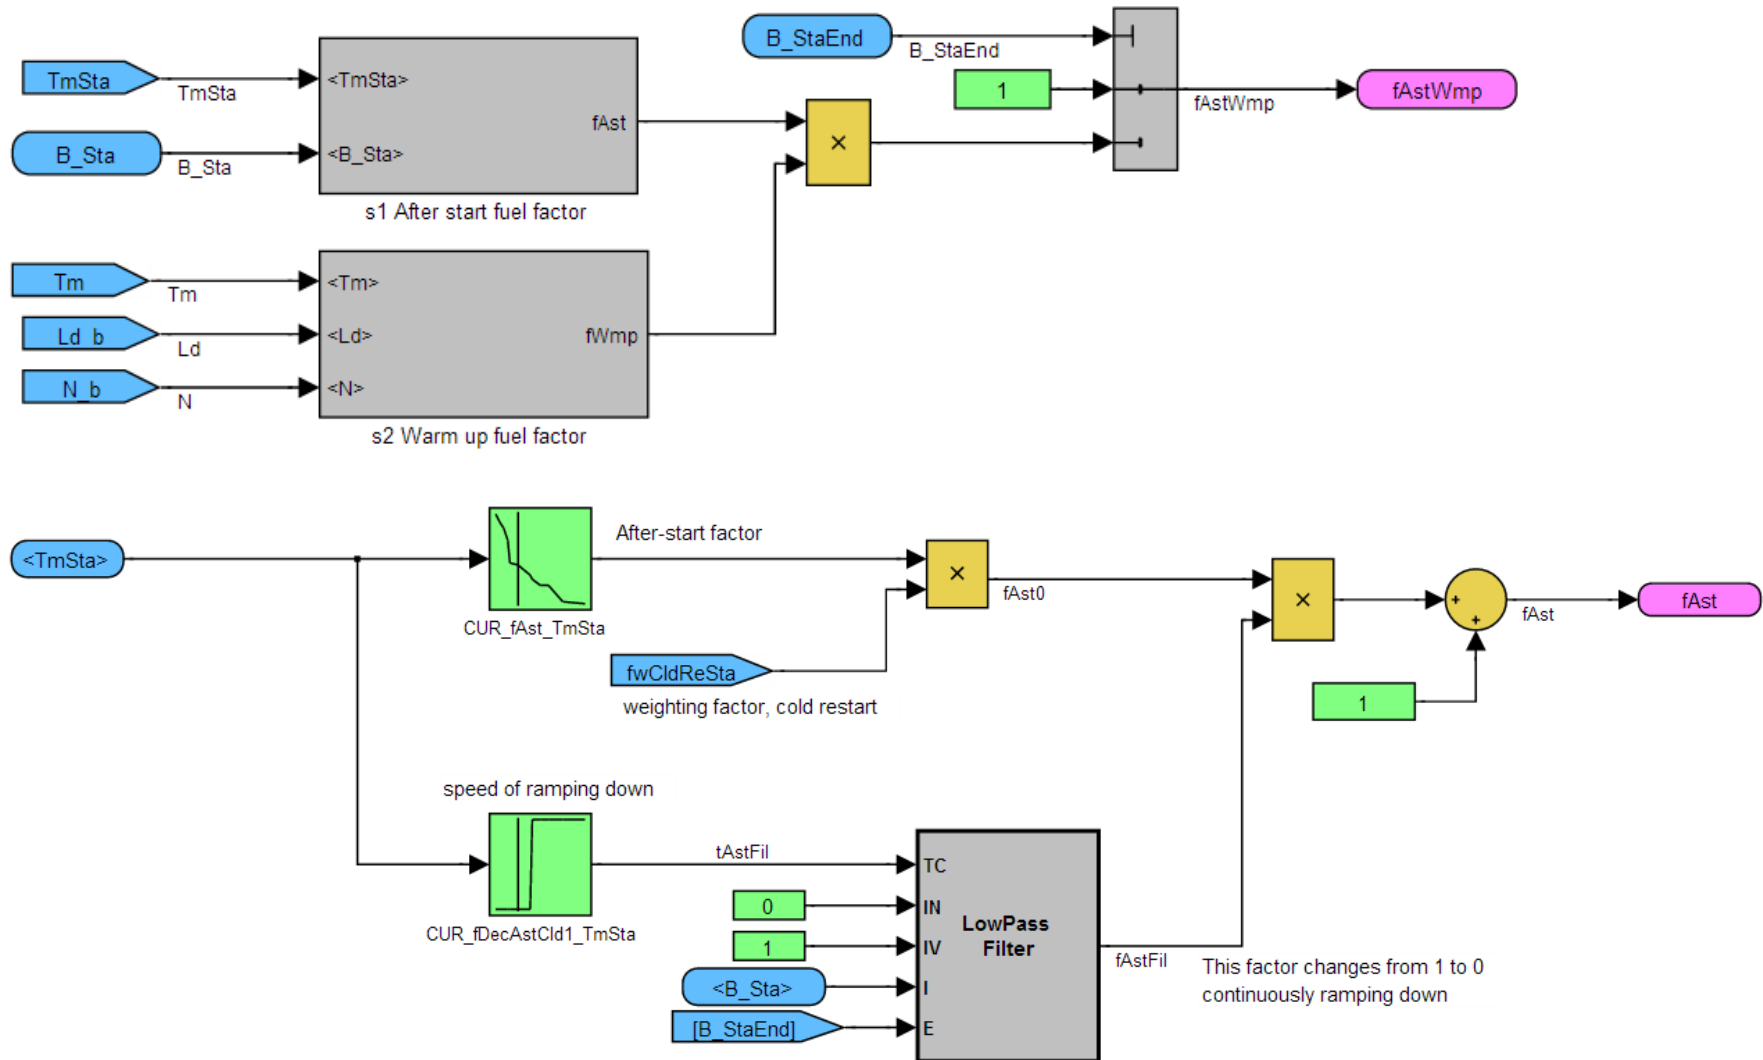 B_StaEnd
B_StaEnd
TmSta
TmSta
<TmSta>
fAst
1
fAstWmp
fAstWmp
B_Sta
B_Sta
<B_Sta>
×
s1 After start fuel factor
Tm
Tm
<Tm>
Ld_b
Ld
<Ld>
fWmp
N_b
N
<N>
s2 Warm up fuel factor
<TmSta>
After-start factor
CUR_fAst_TmSta
×
fAst0
×
+
+
fAst
fAst
fwCldReSta
weighting factor, cold restart
1
speed of ramping down
CUR_fDecAstCld1_TmSta
tAstFil
TC
0
IN
1
IV
<B_Sta>
I
[B_StaEnd]
E
LowPass
Filter
fAstFil
This factor changes from 1 to 0
continuously ramping down